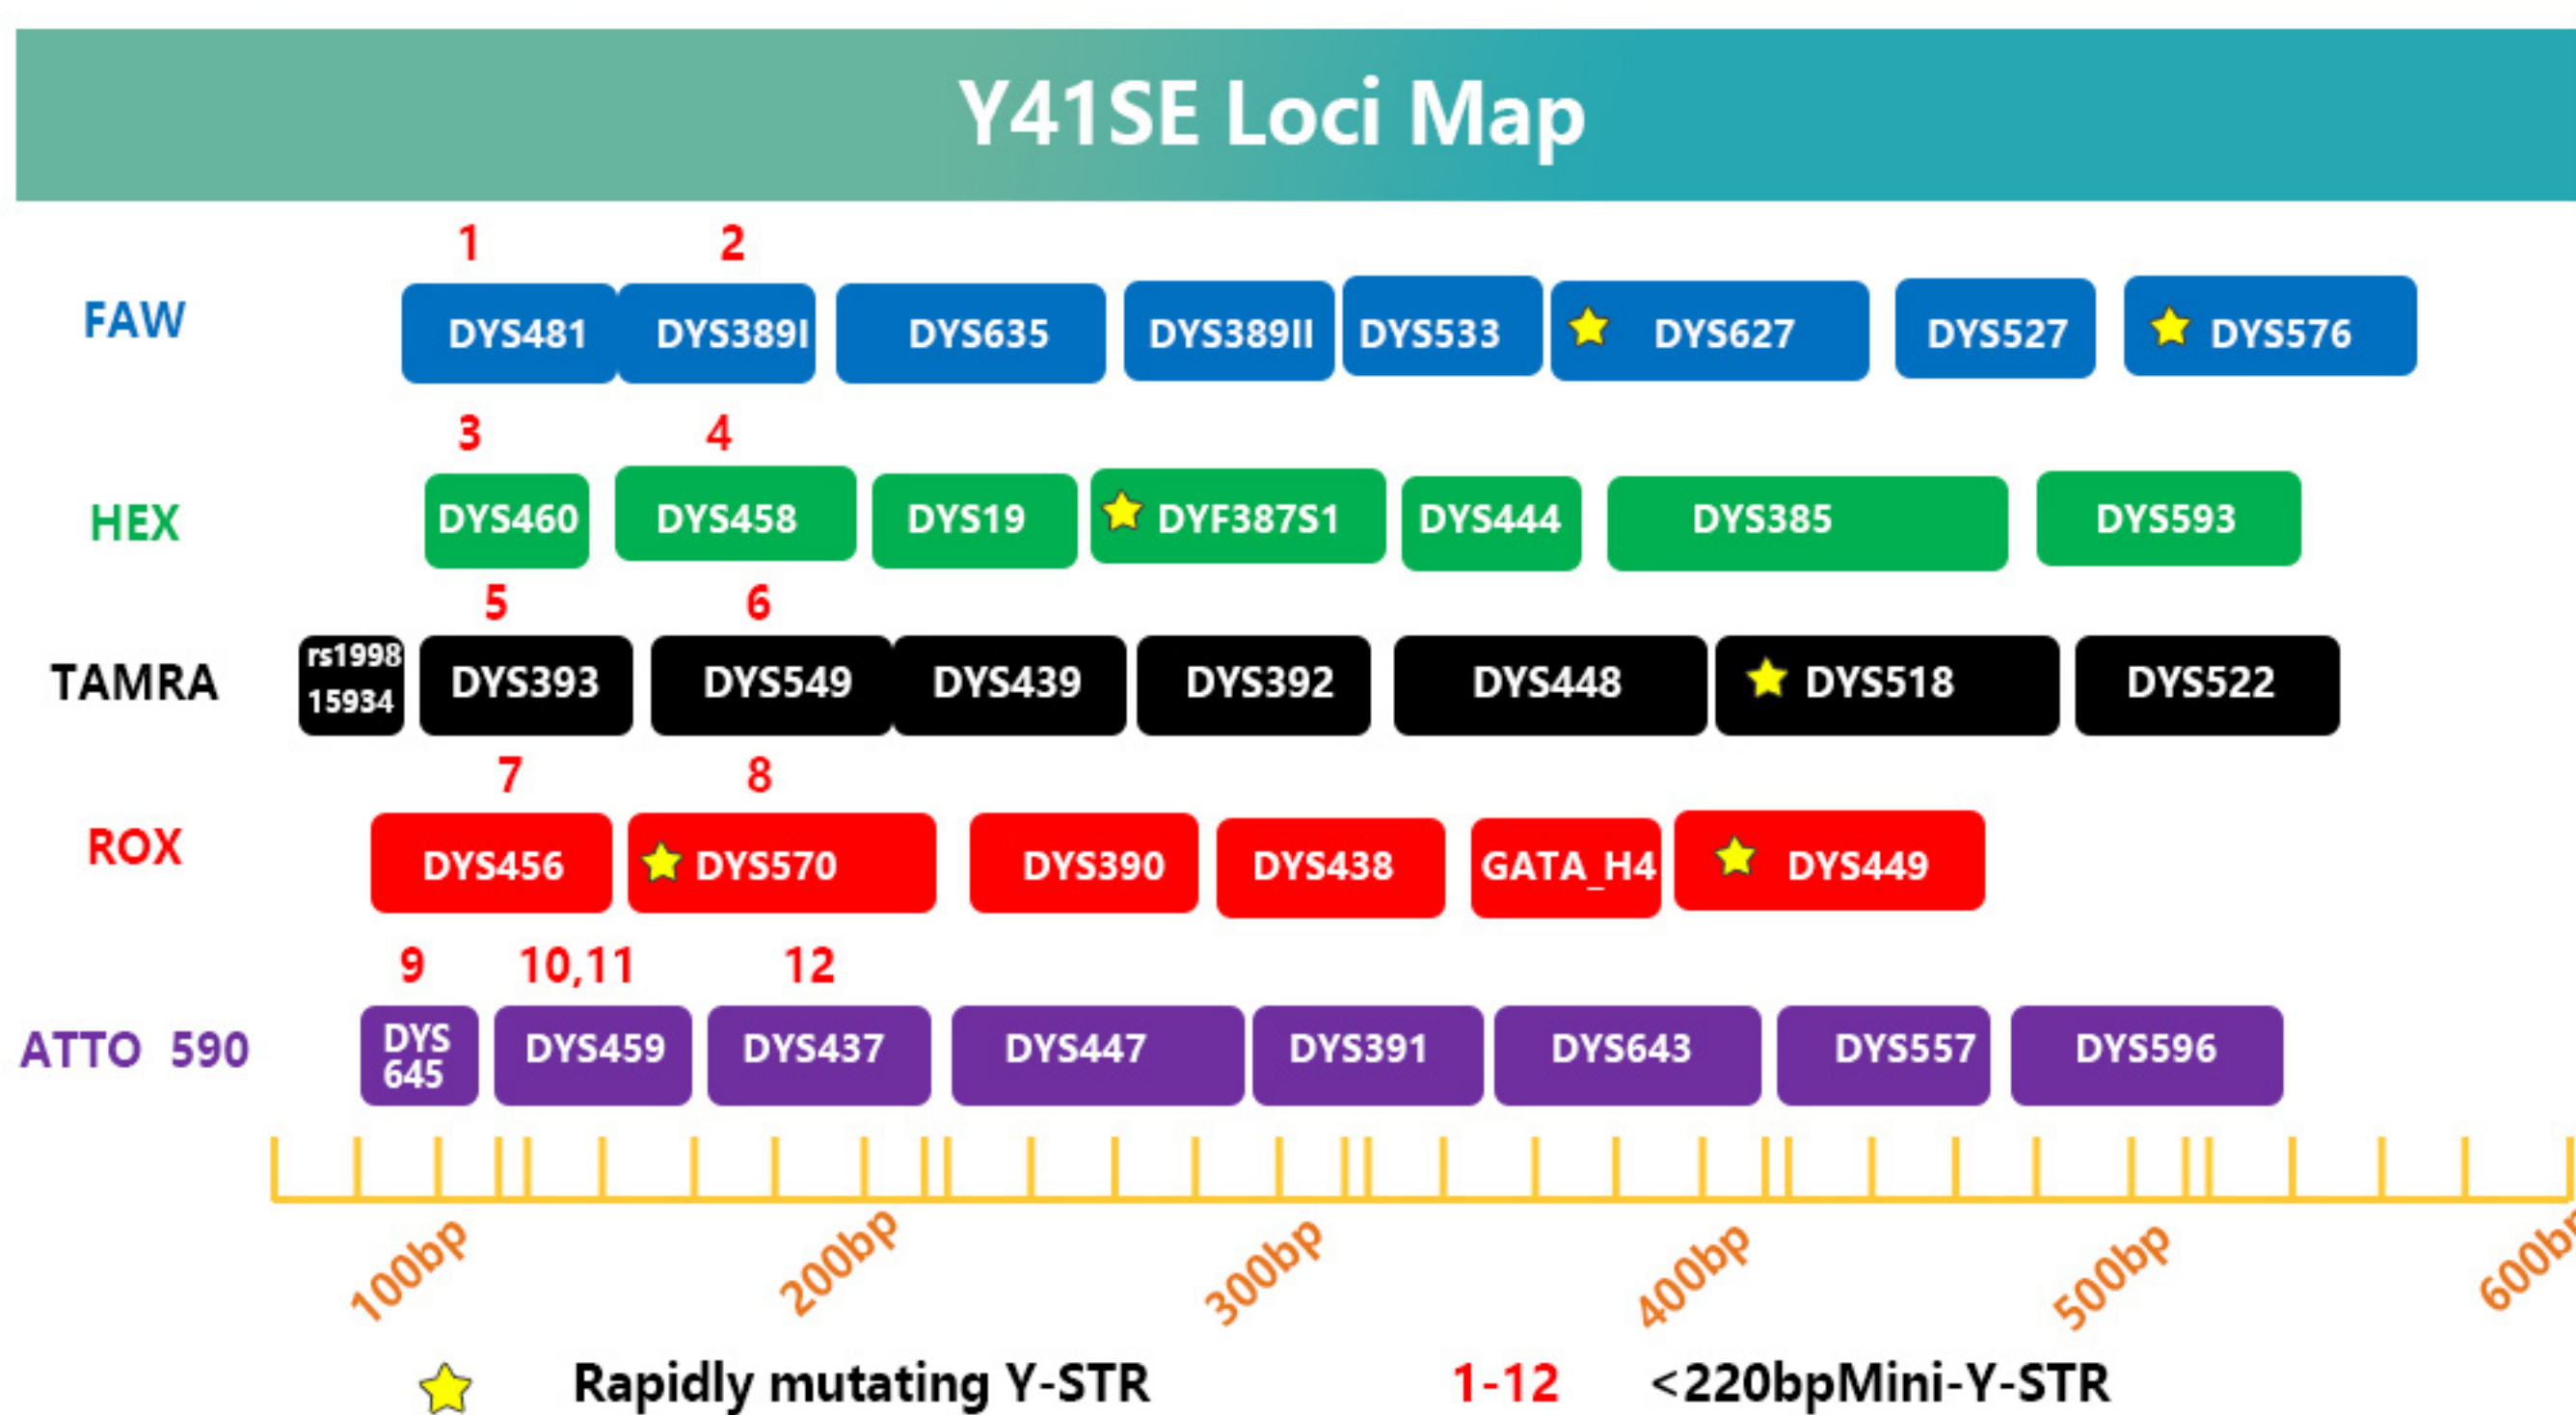 Y41SE Loci Map
1 2
FAW DYS481 DYS389I DYS635 DYS389II DYS533 DYS627 DYS527 DYS576
3 4
HEX DYS460 DYS458 DYS19 DYF387S1 DYS444 DYS385 DYS593
5 6
rs1998
TAMRA DYS393 DYS549 DYS439 DYS392 DYS448 DYS518 DYS522
15934
7 8
ROX DYS456 DYS570 DYS390 DYS438 GATA_H4 DYS449
9 10,11 12
ATTO 590 DYS DYS459 DYS437 DYS447 DYS391 DYS643 DYS557 DYS596
645
100bp 200bp 300bp 400bp 500bp 600bp
Rapidly mutating Y-STR 1-12 <220bpMini-Y-STR